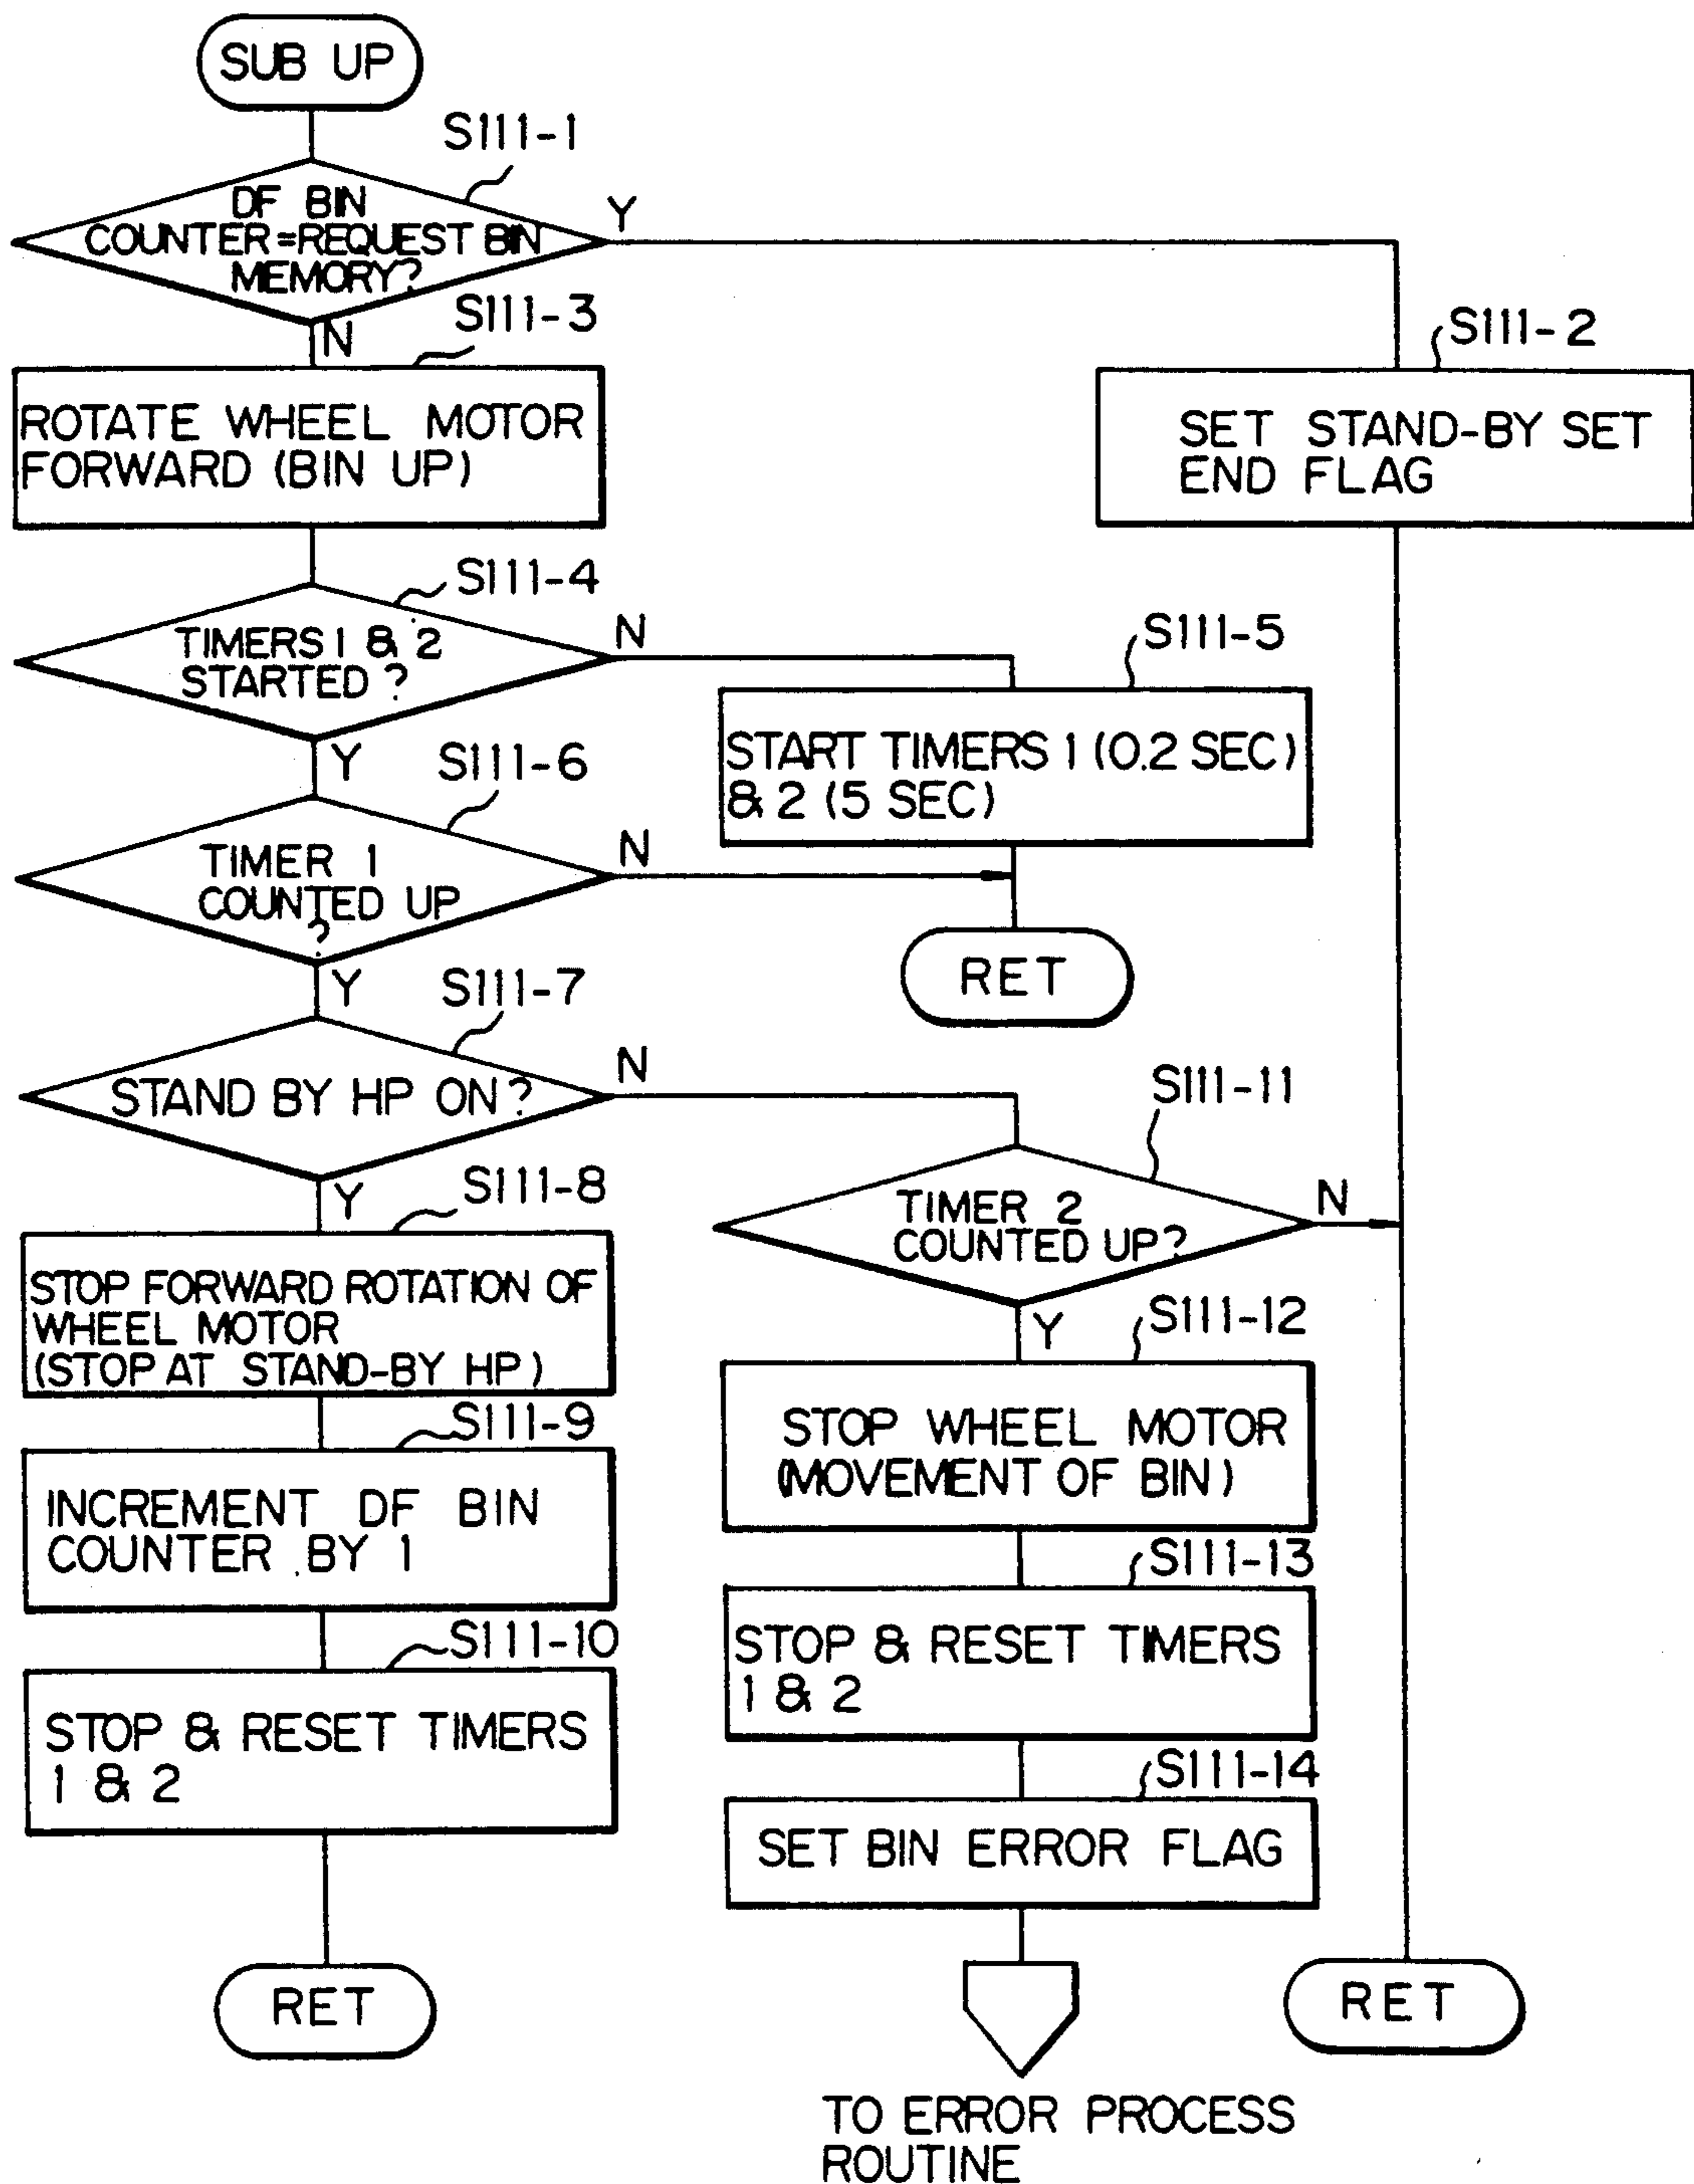 SUB UP
S111-1
DF BIN
COUNTER=REQUEST BIN
MEMORY?
Y
N
S111-3
S111-2
ROTATE WHEEL MOTOR
FORWARD (BIN UP)
SET STAND-BY SET
END FLAG
S111-4
TIMERS 1 & 2
STARTED ?
N
S111-5
START TIMERS 1 (0.2 SEC)
& 2 (5 SEC)
Y
S111-6
TIMER 1
COUNTED UP
?
N
RET
Y
S111-7
STAND BY HP ON?
N
S111-11
TIMER 2
COUNTED UP?
N
Y
S111-8
STOP FORWARD ROTATION OF
WHEEL MOTOR
(STOP AT STAND-BY HP)
Y
S111-12
STOP WHEEL MOTOR
(MOVEMENT OF BIN)
S111-9
INCREMENT DF BIN
COUNTER BY 1
S111-13
STOP & RESET TIMERS
1 & 2
S111-10
STOP & RESET TIMERS
1 & 2
S111-14
SET BIN ERROR FLAG
RET
RET
TO ERROR PROCESS
ROUTINE